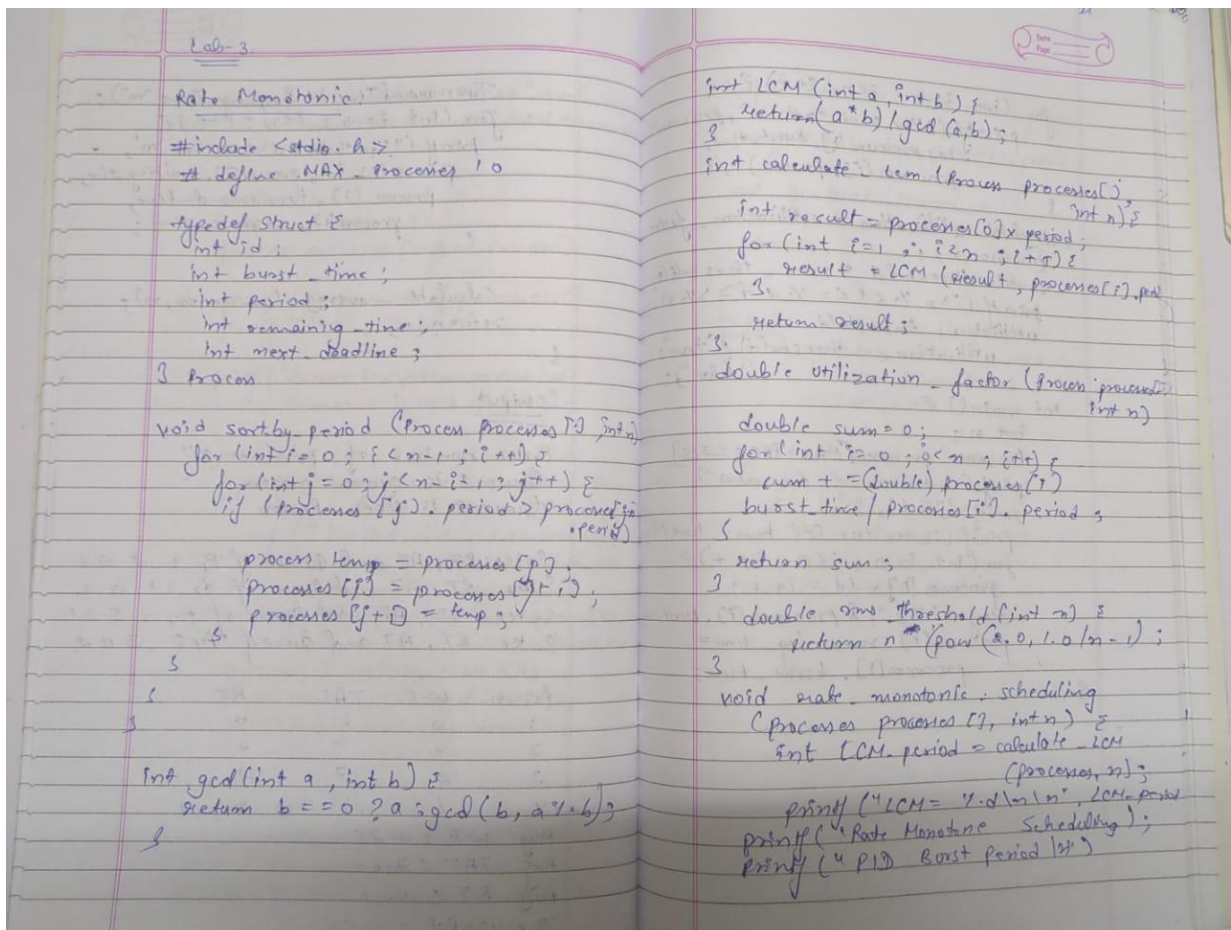 Lab-3
Rate Monotonic.
#include <stdio.h>
# define MAX_Processes 10
typedef struct {
int id;
int burst_time;
int period;
int remaining_time;
int next_deadline;
} Process
void sort_by_period (Process Processes [], int n)
for (int i = 0; i < n-1; i++) {
for (int j = 0; j < n-i-1; j++) {
if (processes [j]. period > processes[j+
.period)
process temp = processes [j];
processes [j] = processes [j+1];
processes [j+1] = temp;
}
}
}
}
int gcd(int a, int b) {
return b == 0 ? a : gcd(b, a % b);
}
Date
Page
int LCM (int a, int b) {
return (a * b) / gcd (a,b);
}
int calculate_lcm (Process processes[],
int n) {
int result = processes[0] x period;
for (int i=1 ; i<n ; i++) {
result = LCM (result, processes[i].per
}
return result;
}
double utilization_factor (Process processes[]
int n)
double sum = 0;
for (int i= 0 ; i<n ; i++) {
sum += (double) processes[i]
burst_time / processes[i]. period;
}
return sum;
}
double rms_threshold (int n) {
return n * (pow (2.0, 1.0/n-1);
}
void rate_monotonic_scheduling
(Processes processes [], int n) {
int LCM_period = calculate_LCM
(processes, n);
printf ("LCM= %d\n\n", LCM_period
printf ("Rate Monotone Scheduling);
printf (" PID Burst Period \n")